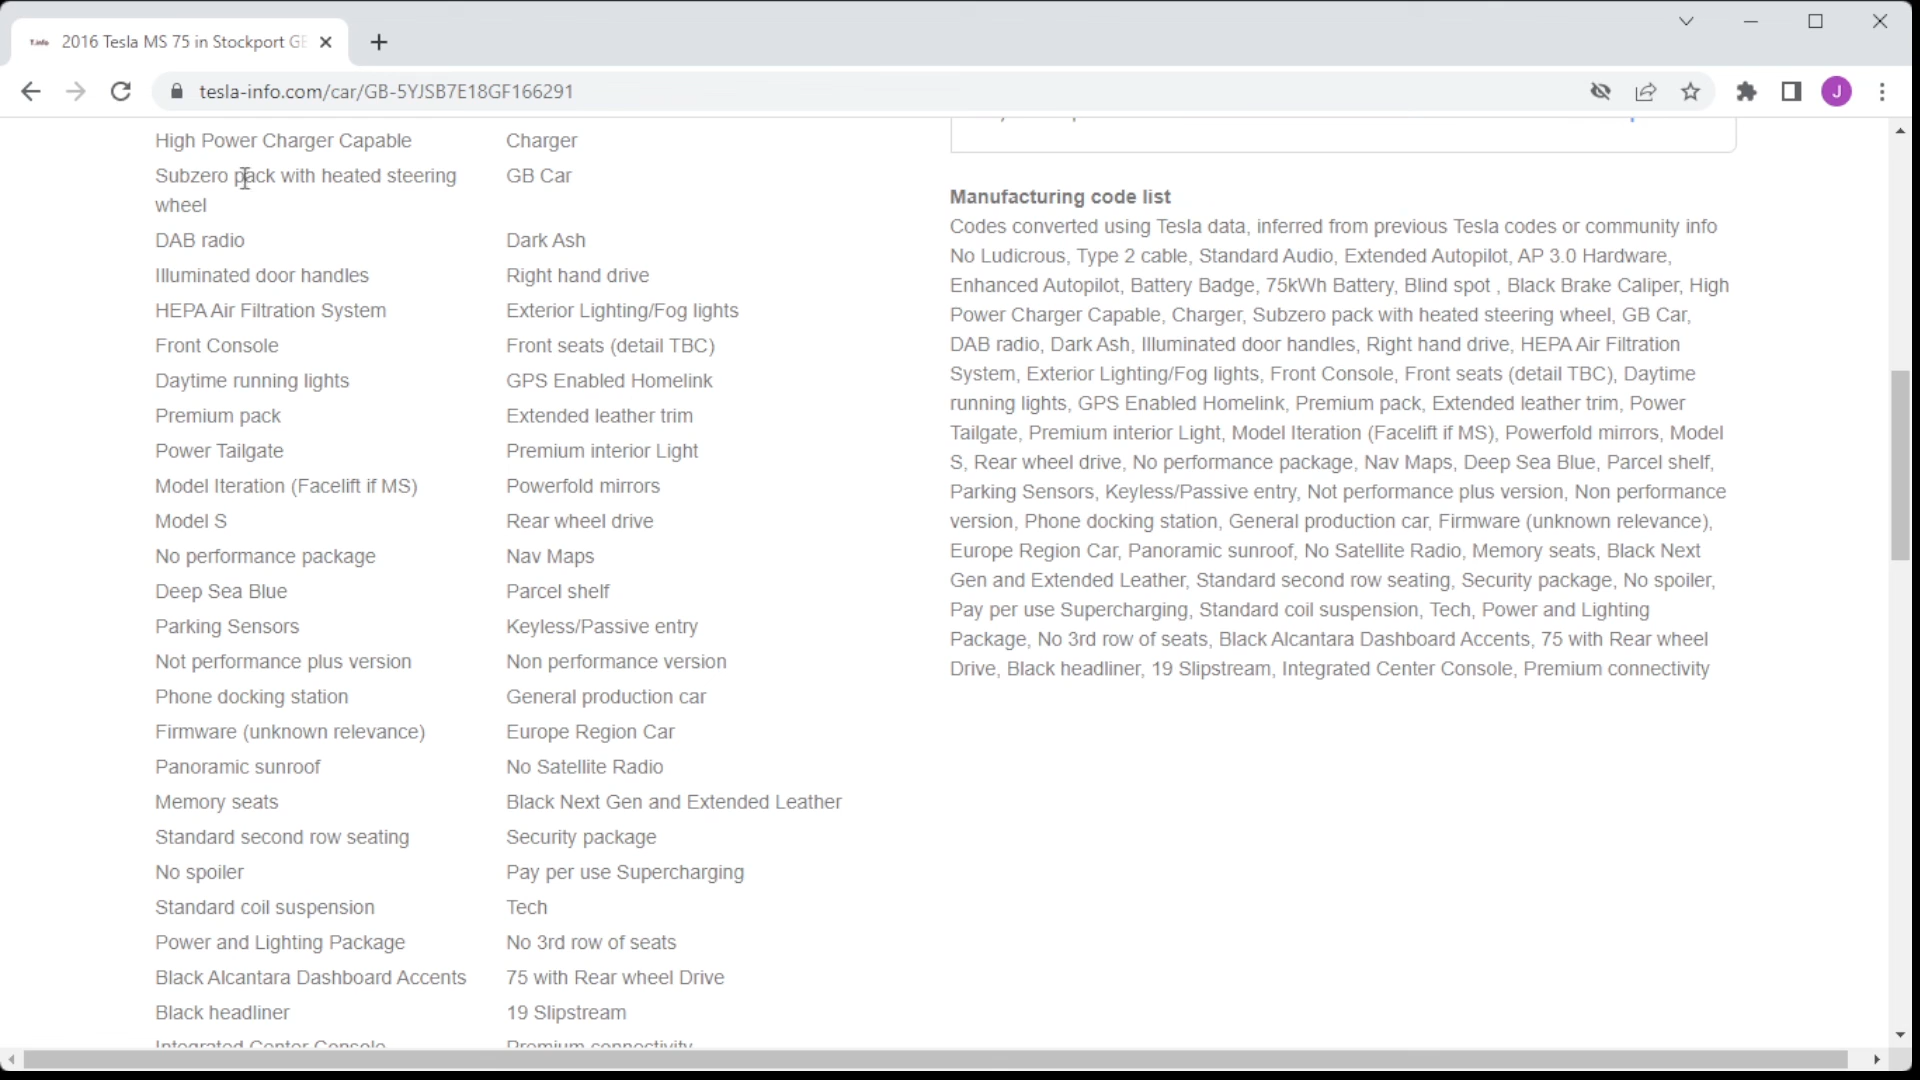 T.info 2016 Tesla MS 75 in Stockport GB
tesla-info.com/car/GB-5YJSB7E18GF166291
J
High Power Charger Capable Charger
Subzero pack with heated steering wheel GB Car
DAB radio Dark Ash
Illuminated door handles Right hand drive
HEPA Air Filtration System Exterior Lighting/Fog lights
Front Console Front seats (detail TBC)
Daytime running lights GPS Enabled Homelink
Premium pack Extended leather trim
Power Tailgate Premium interior Light
Model Iteration (Facelift if MS) Powerfold mirrors
Model S Rear wheel drive
No performance package Nav Maps
Deep Sea Blue Parcel shelf
Parking Sensors Keyless/Passive entry
Not performance plus version Non performance version
Phone docking station General production car
Firmware (unknown relevance) Europe Region Car
Panoramic sunroof No Satellite Radio
Memory seats Black Next Gen and Extended Leather
Standard second row seating Security package
No spoiler Pay per use Supercharging
Standard coil suspension Tech
Power and Lighting Package No 3rd row of seats
Black Alcantara Dashboard Accents 75 with Rear wheel Drive
Black headliner 19 Slipstream
Integrated Center Console Premium connectivity
Manufacturing code list
Codes converted using Tesla data, inferred from previous Tesla codes or community info
No Ludicrous, Type 2 cable, Standard Audio, Extended Autopilot, AP 3.0 Hardware,
Enhanced Autopilot, Battery Badge, 75kWh Battery, Blind spot , Black Brake Caliper, High
Power Charger Capable, Charger, Subzero pack with heated steering wheel, GB Car,
DAB radio, Dark Ash, Illuminated door handles, Right hand drive, HEPA Air Filtration
System, Exterior Lighting/Fog lights, Front Console, Front seats (detail TBC), Daytime
running lights, GPS Enabled Homelink, Premium pack, Extended leather trim, Power
Tailgate, Premium interior Light, Model Iteration (Facelift if MS), Powerfold mirrors, Model
S, Rear wheel drive, No performance package, Nav Maps, Deep Sea Blue, Parcel shelf,
Parking Sensors, Keyless/Passive entry, Not performance plus version, Non performance
version, Phone docking station, General production car, Firmware (unknown relevance),
Europe Region Car, Panoramic sunroof, No Satellite Radio, Memory seats, Black Next
Gen and Extended Leather, Standard second row seating, Security package, No spoiler,
Pay per use Supercharging, Standard coil suspension, Tech, Power and Lighting
Package, No 3rd row of seats, Black Alcantara Dashboard Accents, 75 with Rear wheel
Drive, Black headliner, 19 Slipstream, Integrated Center Console, Premium connectivity